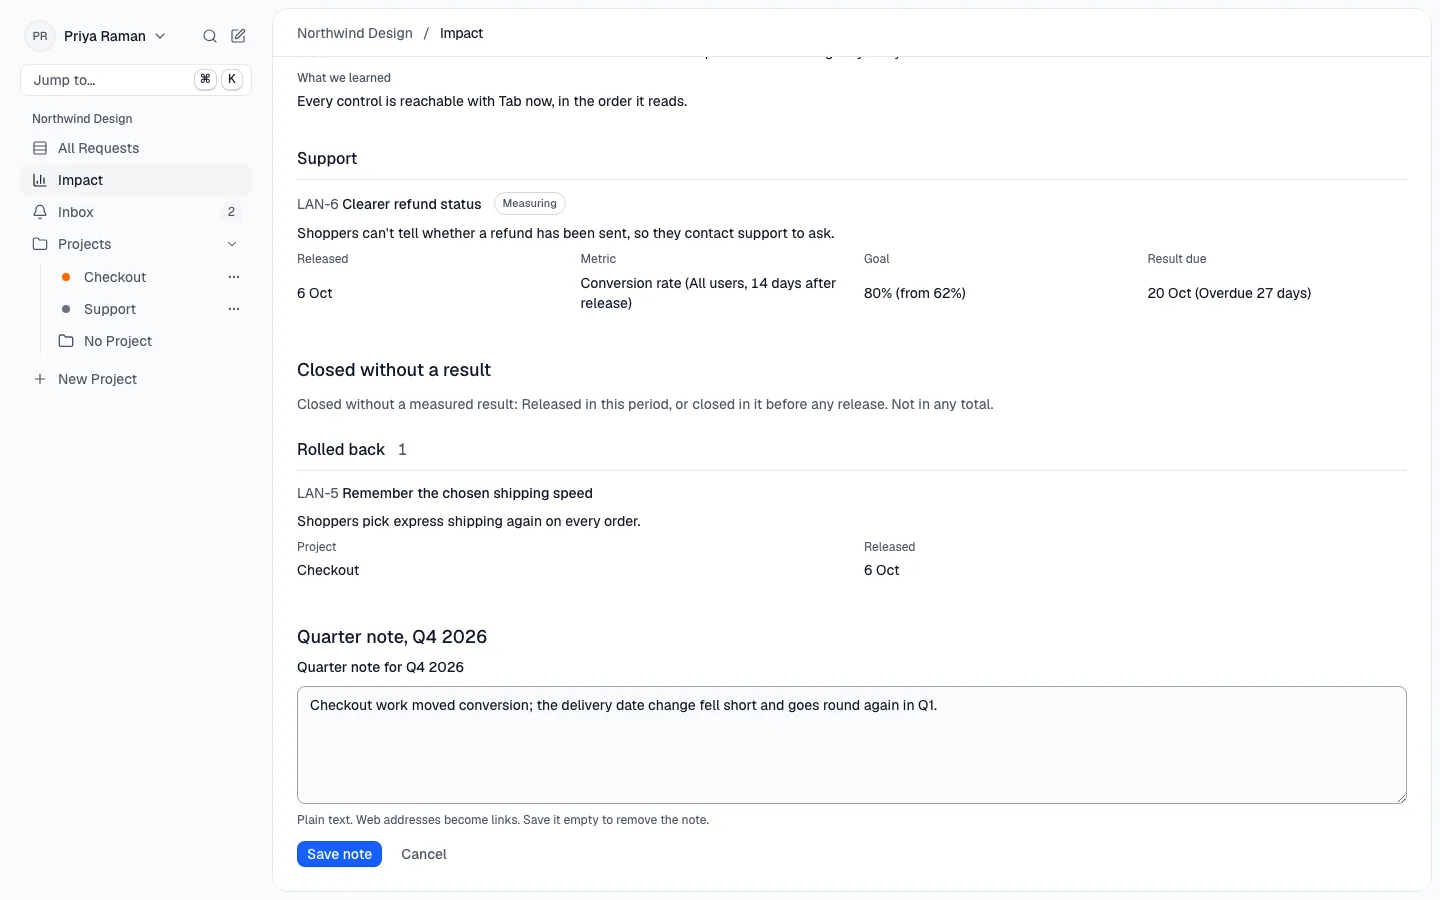 PR
Priya Raman
Jump to...
⌘ K
Northwind Design
All Requests
Impact
Inbox 2
Projects
Checkout
Support
No Project
New Project
Northwind Design / Impact
What we learned
Every control is reachable with Tab now, in the order it reads.
Support
LAN-6 Clearer refund status Measuring
Shoppers can't tell whether a refund has been sent, so they contact support to ask.
Released Metric Goal Result due
6 Oct Conversion rate (All users, 14 days after release) 80% (from 62%) 20 Oct (Overdue 27 days)
Closed without a result
Closed without a measured result: Released in this period, or closed in it before any release. Not in any total.
Rolled back 1
LAN-5 Remember the chosen shipping speed
Shoppers pick express shipping again on every order.
Project Released
Checkout 6 Oct
Quarter note, Q4 2026
Quarter note for Q4 2026
Checkout work moved conversion; the delivery date change fell short and goes round again in Q1.
Plain text. Web addresses become links. Save it empty to remove the note.
Save note Cancel